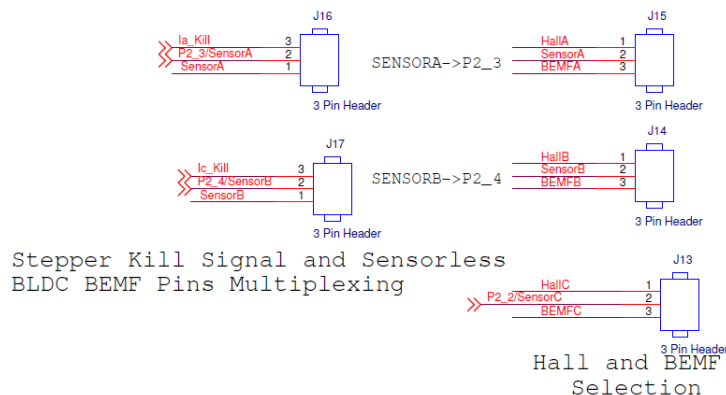 J16
Ia_Kill 3
P2_3/SensorA 2
SensorA 1
3 Pin Header
SENSORA->P2_3
J15
HallA 1
SensorA 2
BEMFA 3
3 Pin Header
J17
Ic_Kill 3
P2_4/SensorB 2
SensorB 1
3 Pin Header
SENSORB->P2_4
J14
HallB 1
SensorB 2
BEMFB 3
3 Pin Header
Stepper Kill Signal and Sensorless
BLDC BEMF Pins Multiplexing
J13
HallC 1
P2_2/SensorC 2
BEMFC 3
3 Pin Header
Hall and BEMF
Selection